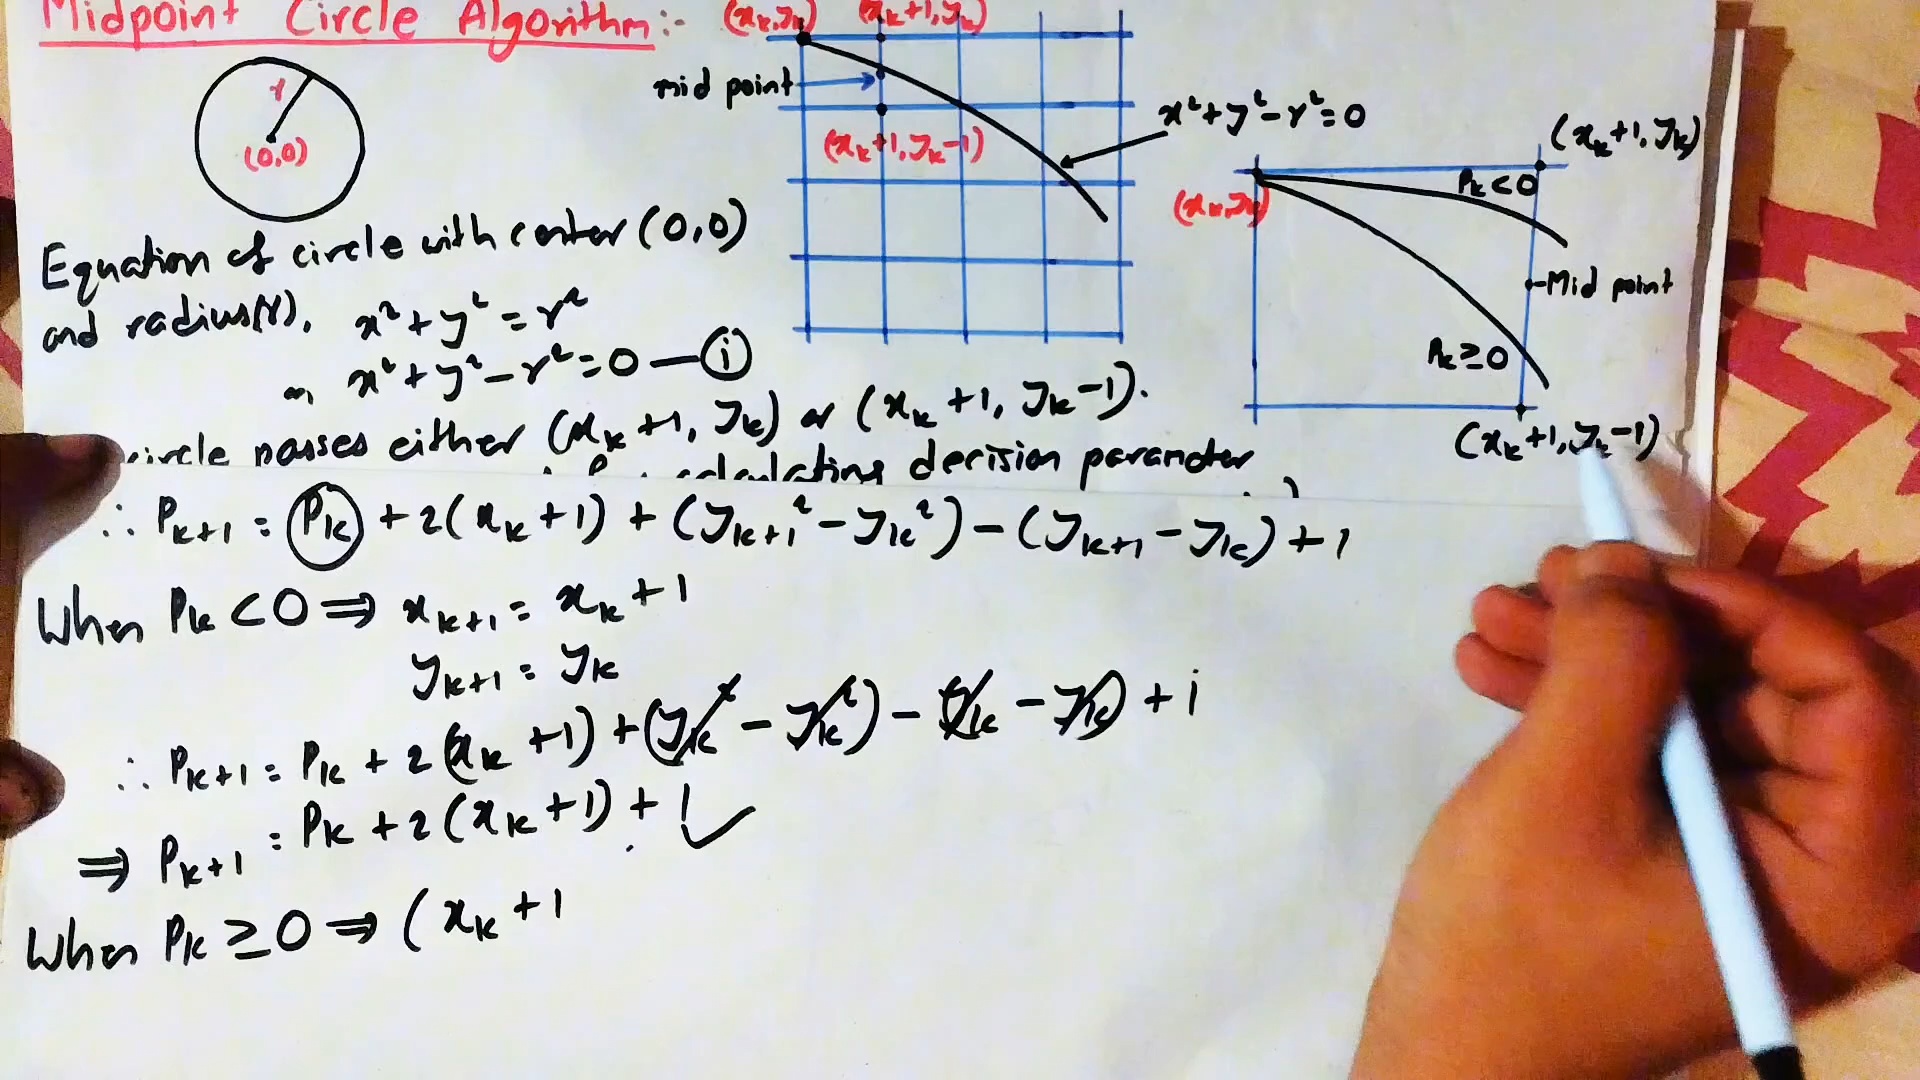 Midpoint Circle Algorithm:-
(xₖ, yₖ)
(xₖ+1, yₖ)
mid point
(xₖ+1, yₖ-1)
x²+y²-r²=0
r
(0,0)
(xₖ+1, yₖ)
(xₖ, yₖ)
Pₖ<0
Mid point
Pₖ≥0
(xₖ+1, yₖ-1)
Equation of circle with center (0,0)
and radius(r), x²+y²=r²
x²+y²-r²=0 — (i)
circle passes either (xₖ+1, yₖ) or (xₖ+1, yₖ-1).
calculating decision parameter
∴ Pₖ₊₁ = Pₖ + 2(xₖ+1) + (yₖ₊₁² - yₖ²) - (yₖ₊₁ - yₖ) + 1
When Pₖ<0 ⇒ xₖ₊₁ = xₖ+1
yₖ₊₁ = yₖ
∴ Pₖ₊₁ = Pₖ + 2(xₖ+1) + (yₖ² - yₖ²) - (yₖ - yₖ) + 1
⇒ Pₖ₊₁ = Pₖ + 2(xₖ+1) + 1
When Pₖ ≥ 0 ⇒ (xₖ+1